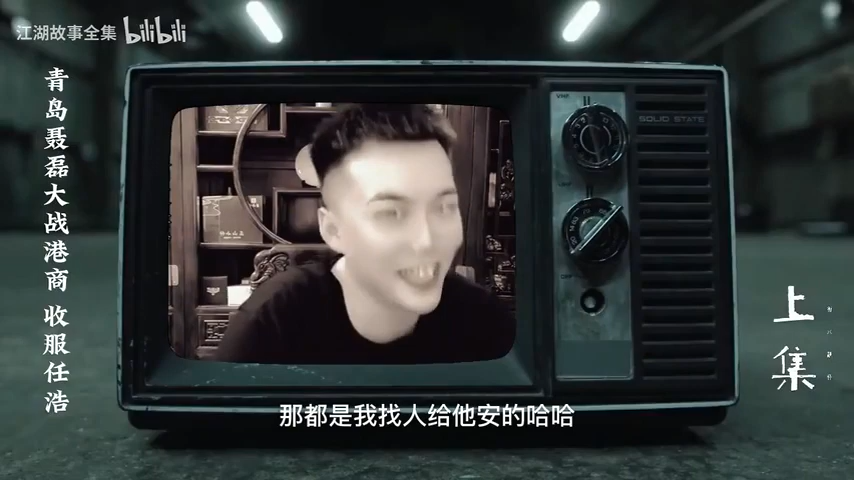 江湖故事全集 bilibili
青岛聂磊大战港商 收服任浩
SOLID STATE
上集
那都是我找人给他安的哈哈